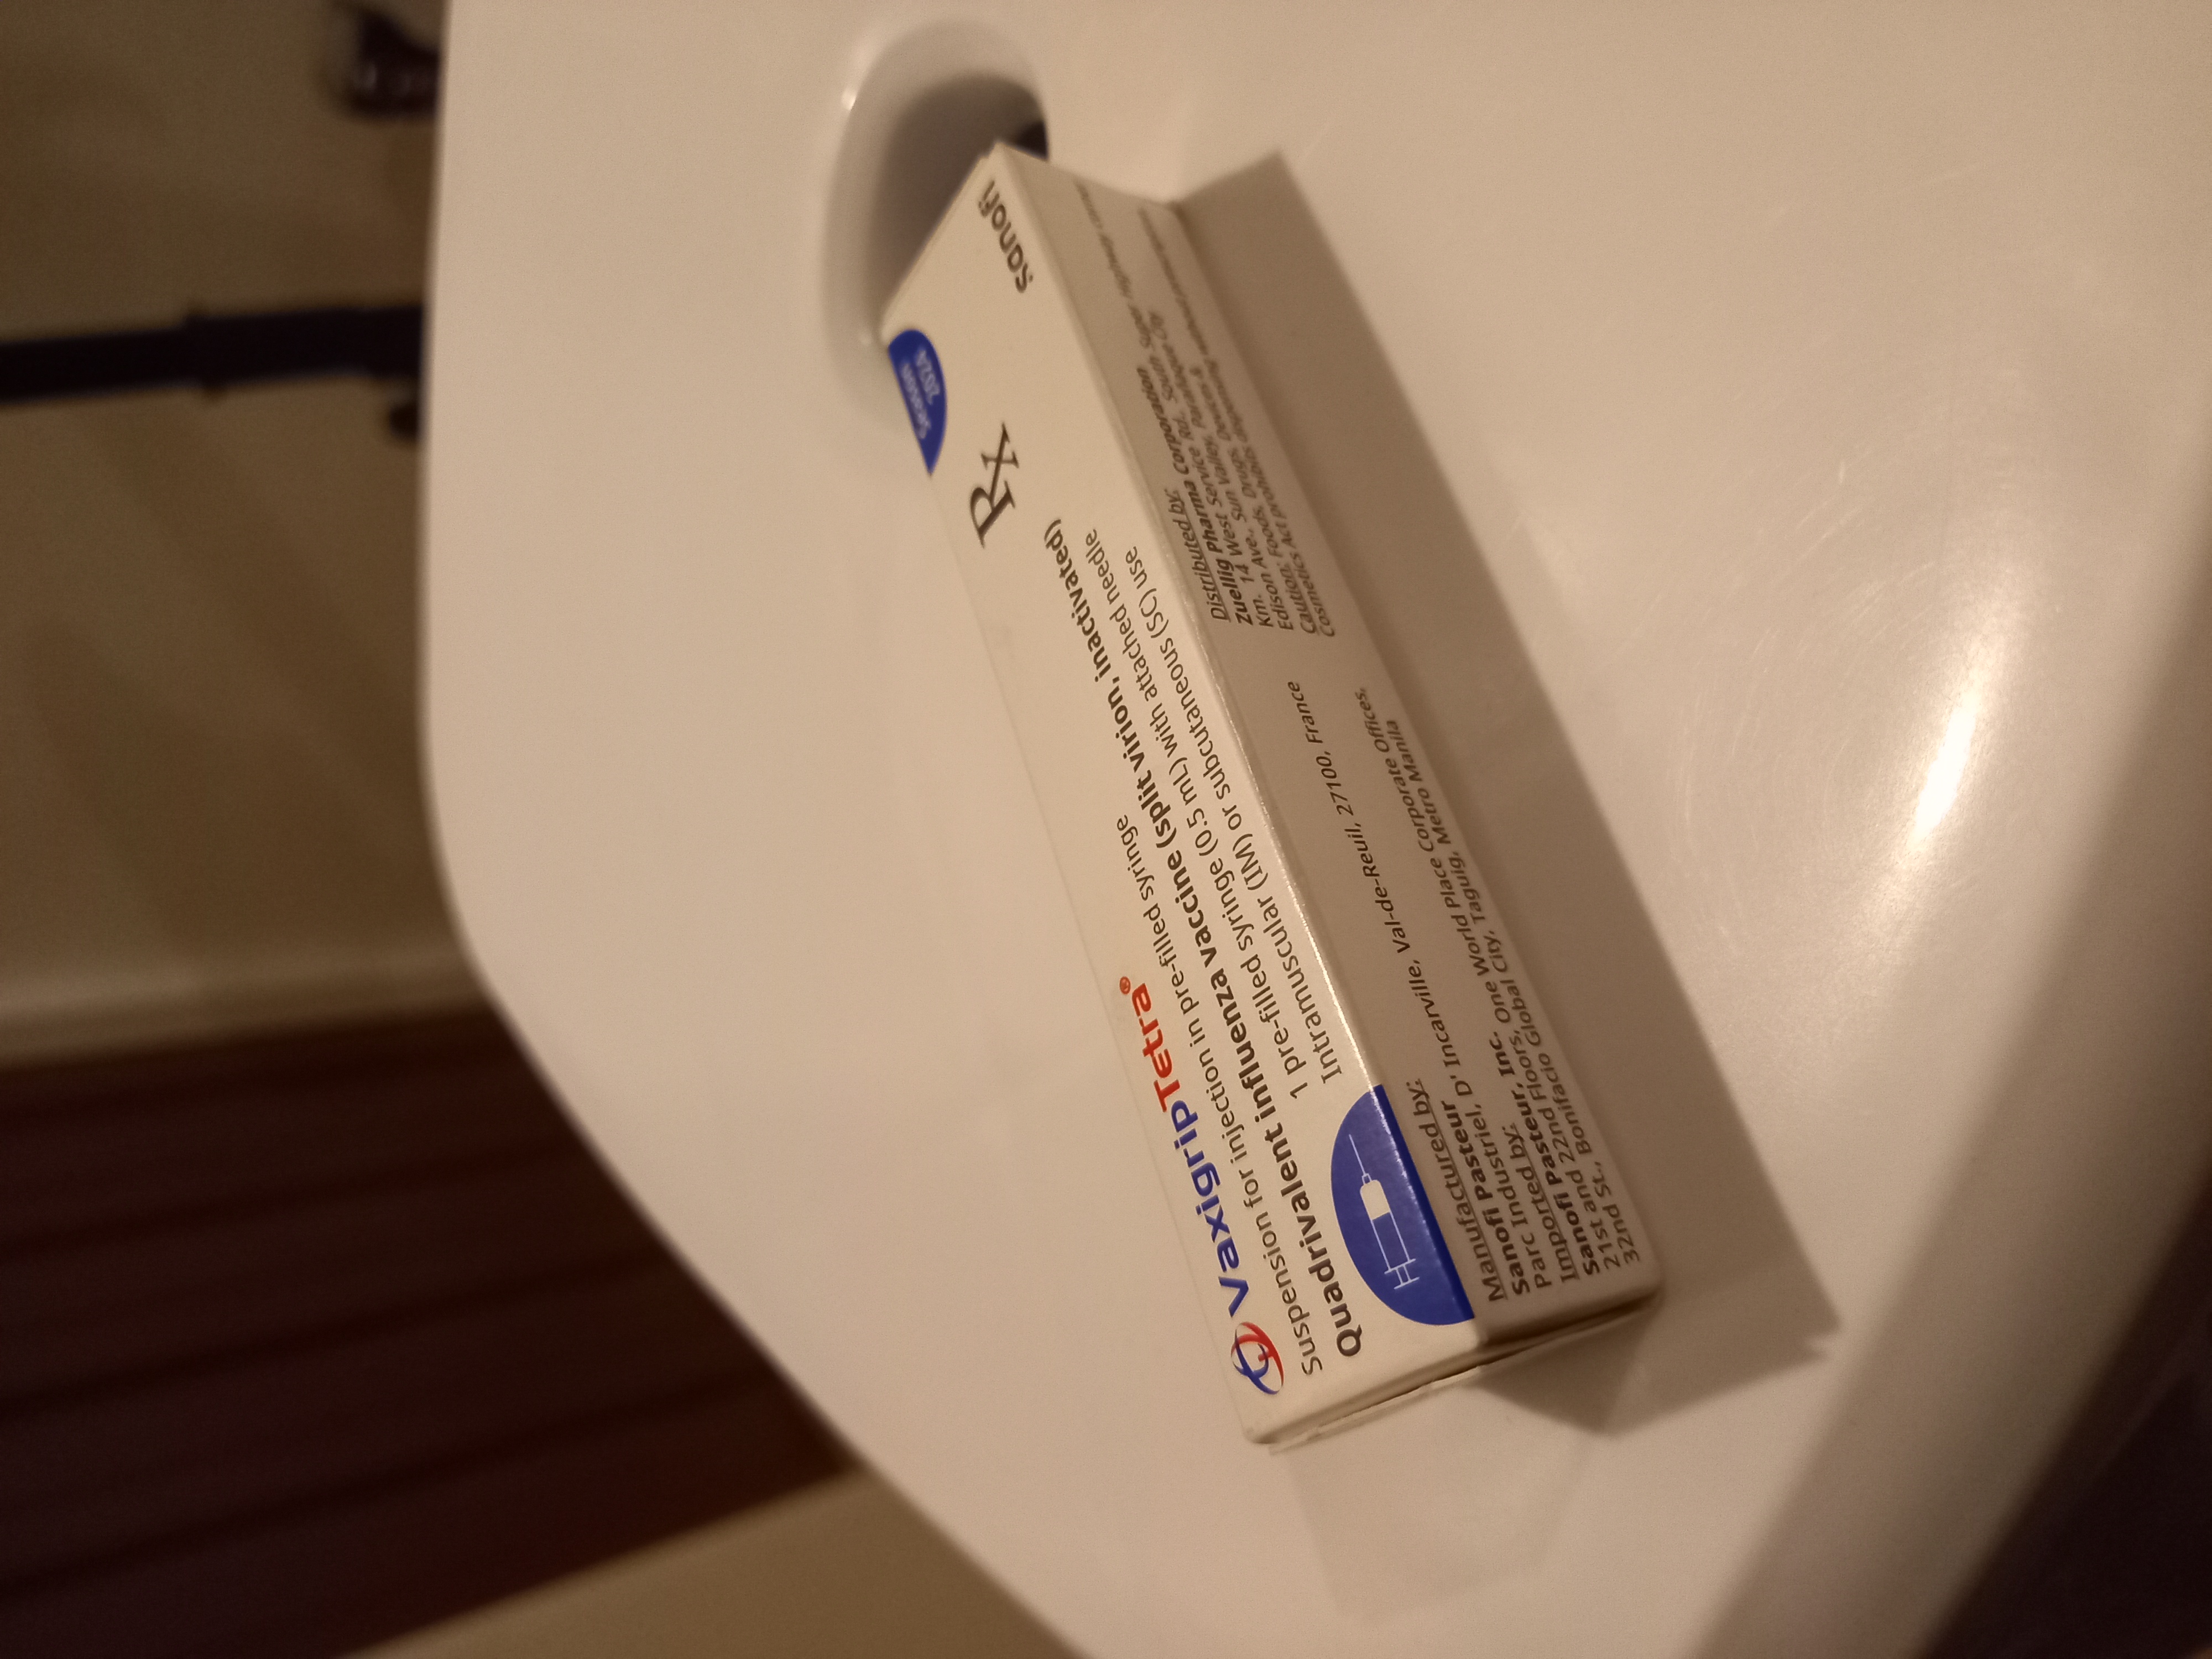 VaxigripTetra®
Suspension for injection in pre-filled syringe
Quadrivalent influenza vaccine (split virion, inactivated)
1 pre-filled syringe (0.5 mL) with attached needle
Intramuscular (IM) or subcutaneous (SC) use
Rx
Season
2024
sanofi
Manufactured by:
Sanofi Pasteur
Parc Industriel, D' Incarville, Val-de-Reuil, 27100, France
Imported by:
Sanofi Pasteur, Inc.
21st and 22nd Floors, One World Place Corporate Offices,
32nd St., Bonifacio Global City, Taguig, Metro Manila
Distributed by:
Zuellig Pharma Corporation
Km. 14 West Service Rd., South Super Highway corner
Edison Ave., Sun Valley, Parañaque City
Caution: Foods, Drugs, Devices &
Cosmetics Act prohibits dispensing without prescription.